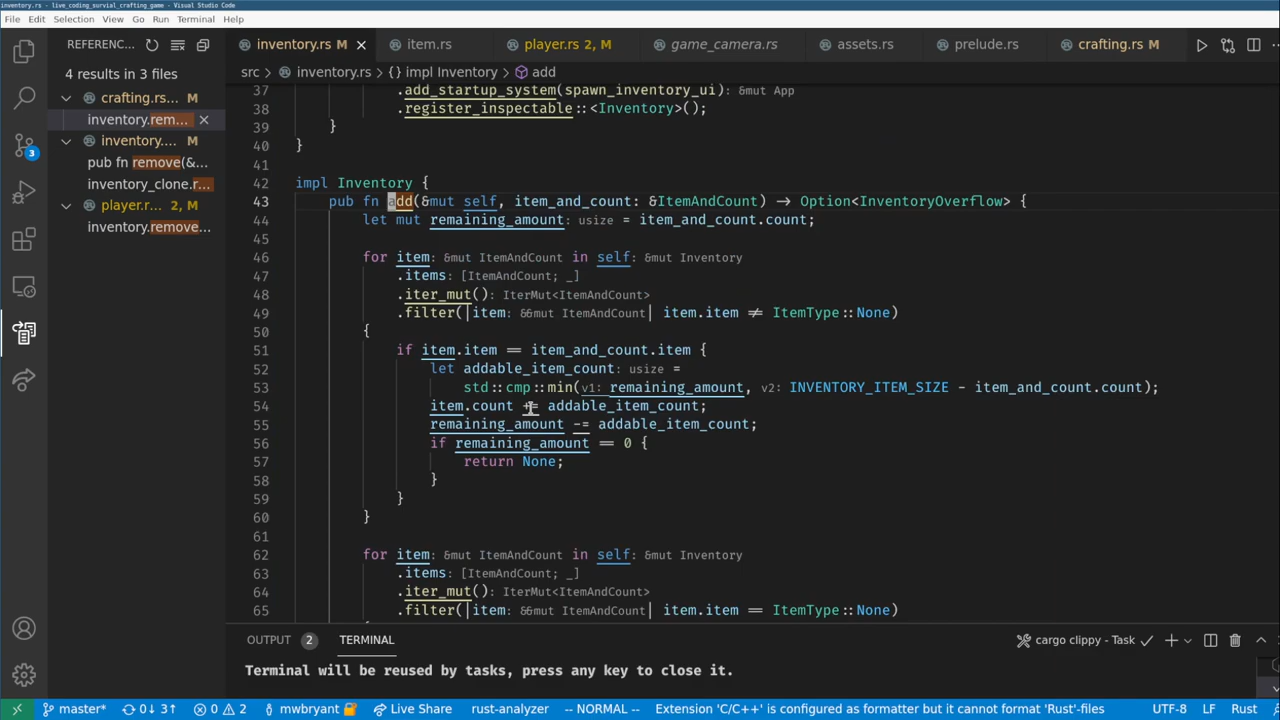 inventory.rs - live_coding_survial_crafting_game - Visual Studio Code
File Edit Selection View Go Run Terminal Help
REFERENC...
inventory.rs M
item.rs
player.rs 2, M
game_camera.rs
assets.rs
prelude.rs
crafting.rs M
4 results in 3 files
crafting.rs... M
inventory.rem...
inventory.... M
pub fn remove(&...
inventory_clone.r...
player.r... 2, M
inventory.remove...
3
src > inventory.rs > {} impl Inventory > add
37 .add_startup_system(spawn_inventory_ui): &mut App
38 .register_inspectable::<Inventory>();
39 }
40 }
41
42 impl Inventory {
43 pub fn add(&mut self, item_and_count: &ItemAndCount) → Option<InventoryOverflow> {
44 let mut remaining_amount: usize = item_and_count.count;
45
46 for item: &mut ItemAndCount in self: &mut Inventory
47 .items: [ItemAndCount; _]
48 .iter_mut(): IterMut<ItemAndCount>
49 .filter(|item: &&mut ItemAndCount| item.item ≠ ItemType::None)
50 {
51 if item.item == item_and_count.item {
52 let addable_item_count: usize =
53 std::cmp::min(v1: remaining_amount, v2: INVENTORY_ITEM_SIZE - item_and_count.count);
54 item.count += addable_item_count;
55 remaining_amount -= addable_item_count;
56 if remaining_amount == 0 {
57 return None;
58 }
59 }
60 }
61
62 for item: &mut ItemAndCount in self: &mut Inventory
63 .items: [ItemAndCount; _]
64 .iter_mut(): IterMut<ItemAndCount>
65 .filter(|item: &&mut ItemAndCount| item.item == ItemType::None)
OUTPUT 2 TERMINAL
cargo clippy - Task
Terminal will be reused by tasks, press any key to close it.
master* 0↓ 3↑ 0 2 mwbryant Live Share rust-analyzer -- NORMAL -- Extension 'C/C++' is configured as formatter but it cannot format 'Rust'-files UTF-8 LF Rust